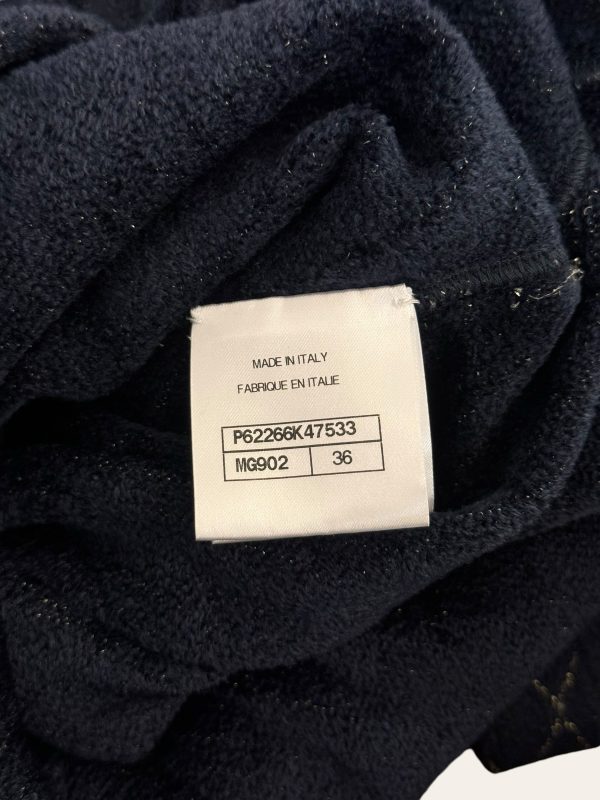 MADE IN ITALY
FABRIQUE EN ITALIE
P62266K47533
MG902 36